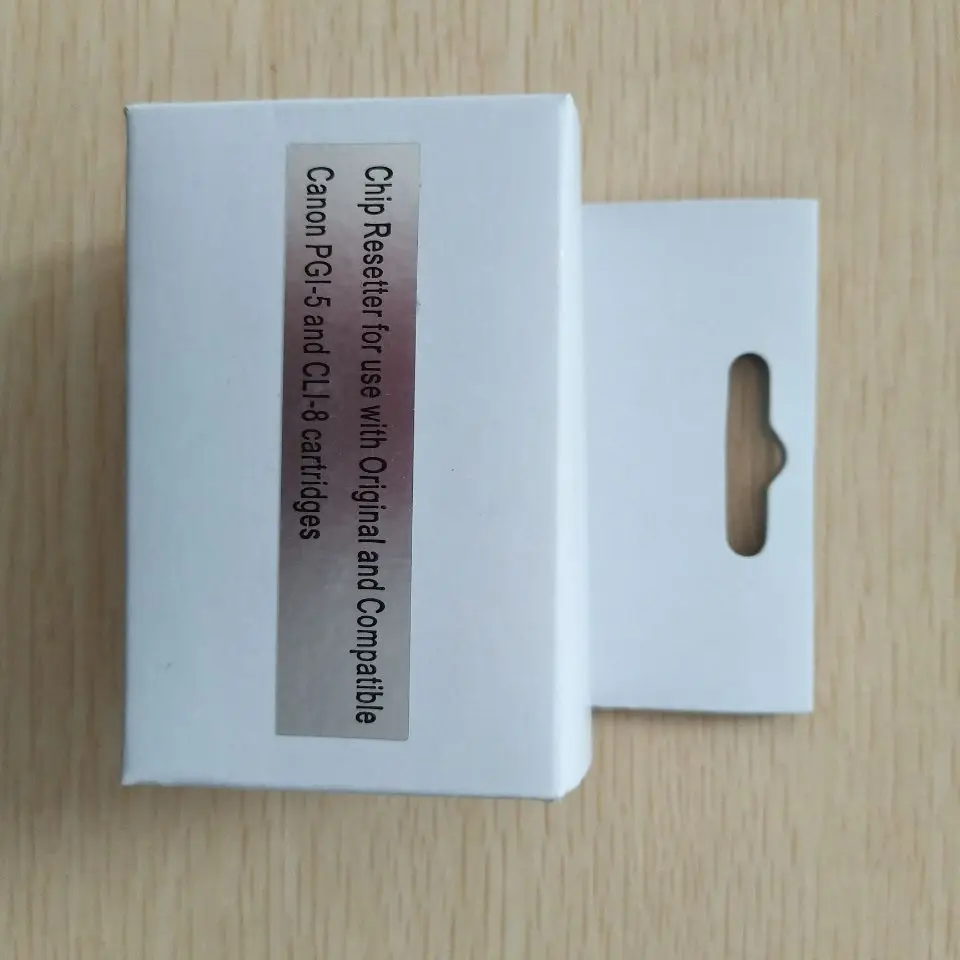 Chip Resetter for use with Original and Compatible
Canon PGI-5 and CLI-8 cartridges